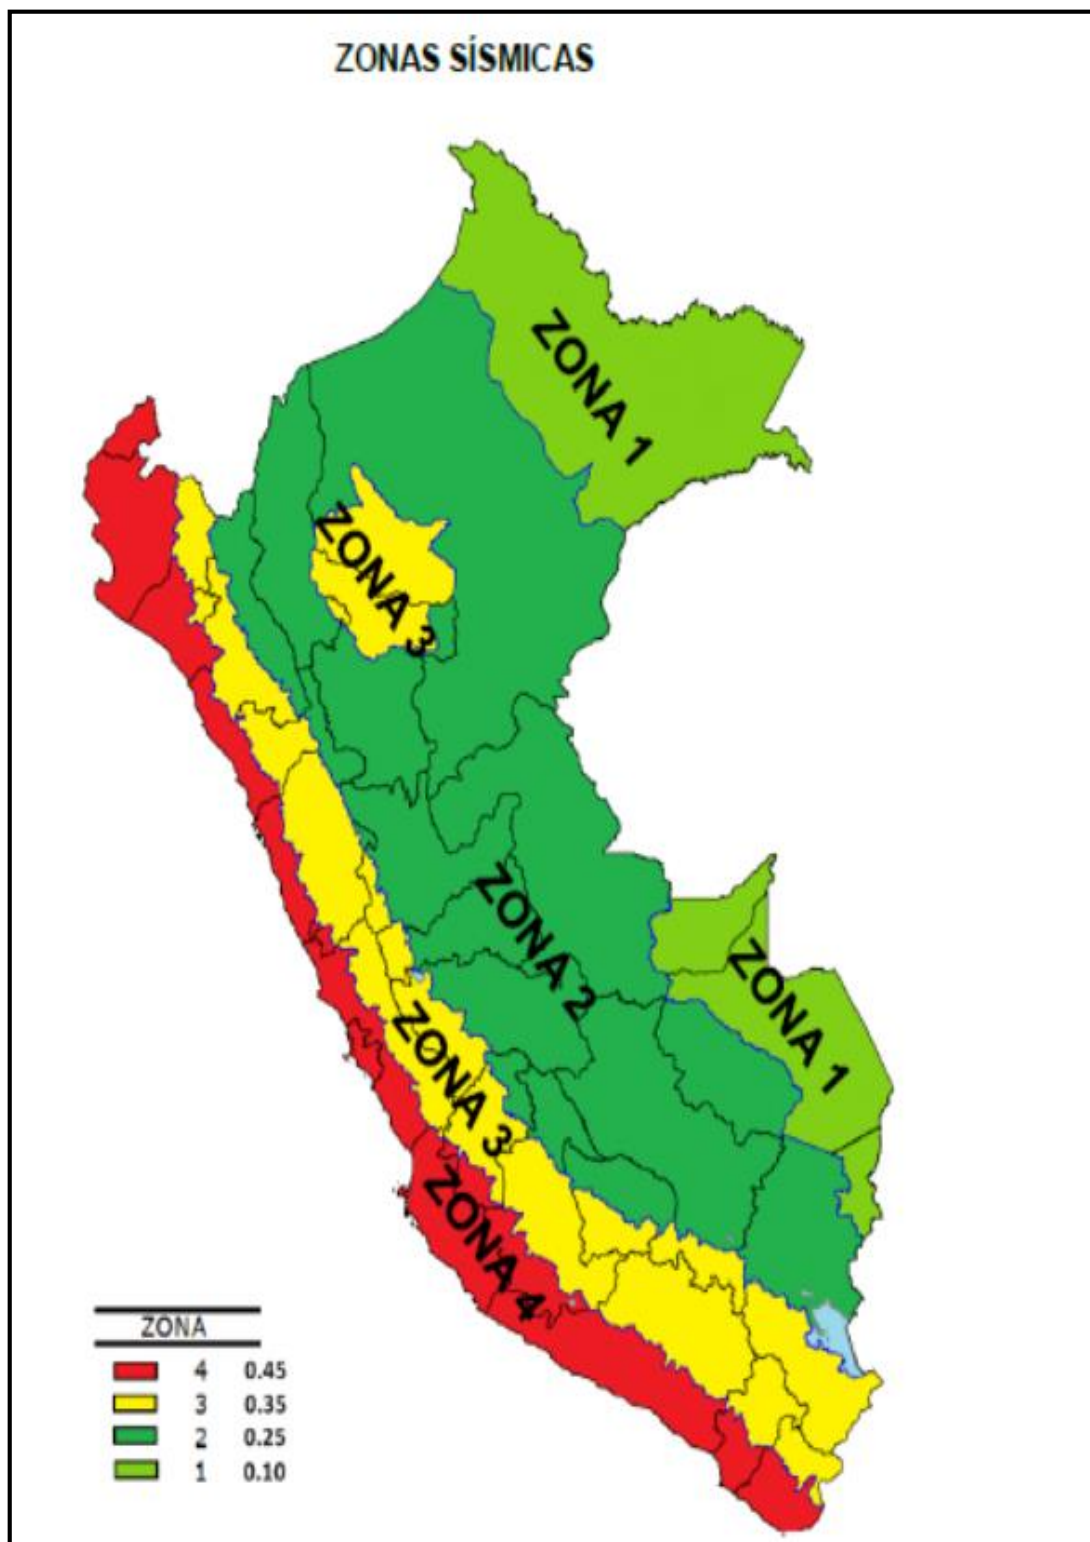 ZONAS SÍSMICAS
ZONA 1
ZONA 3
ZONA 2
ZONA 1
ZONA 3
ZONA 4
ZONA
4 0.45
3 0.35
2 0.25
1 0.10